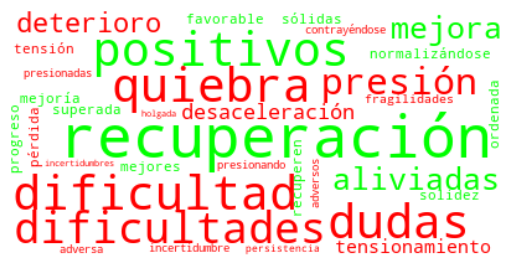 deterioro
favorable
sólidas
contrayéndose
mejora
tensión
positivos
normalizándose
presionadas
quiebra
presión
mejoría
fragilidades
superada
holgada
desaceleración
ordenada
progreso
pérdida
recuperación
incertidumbres
mejores
presionando
recuperen
adversos
aliviadas
dificultad
solidez
dificultades
dudas
adversa
incertidumbre
persistencia
tensionamiento